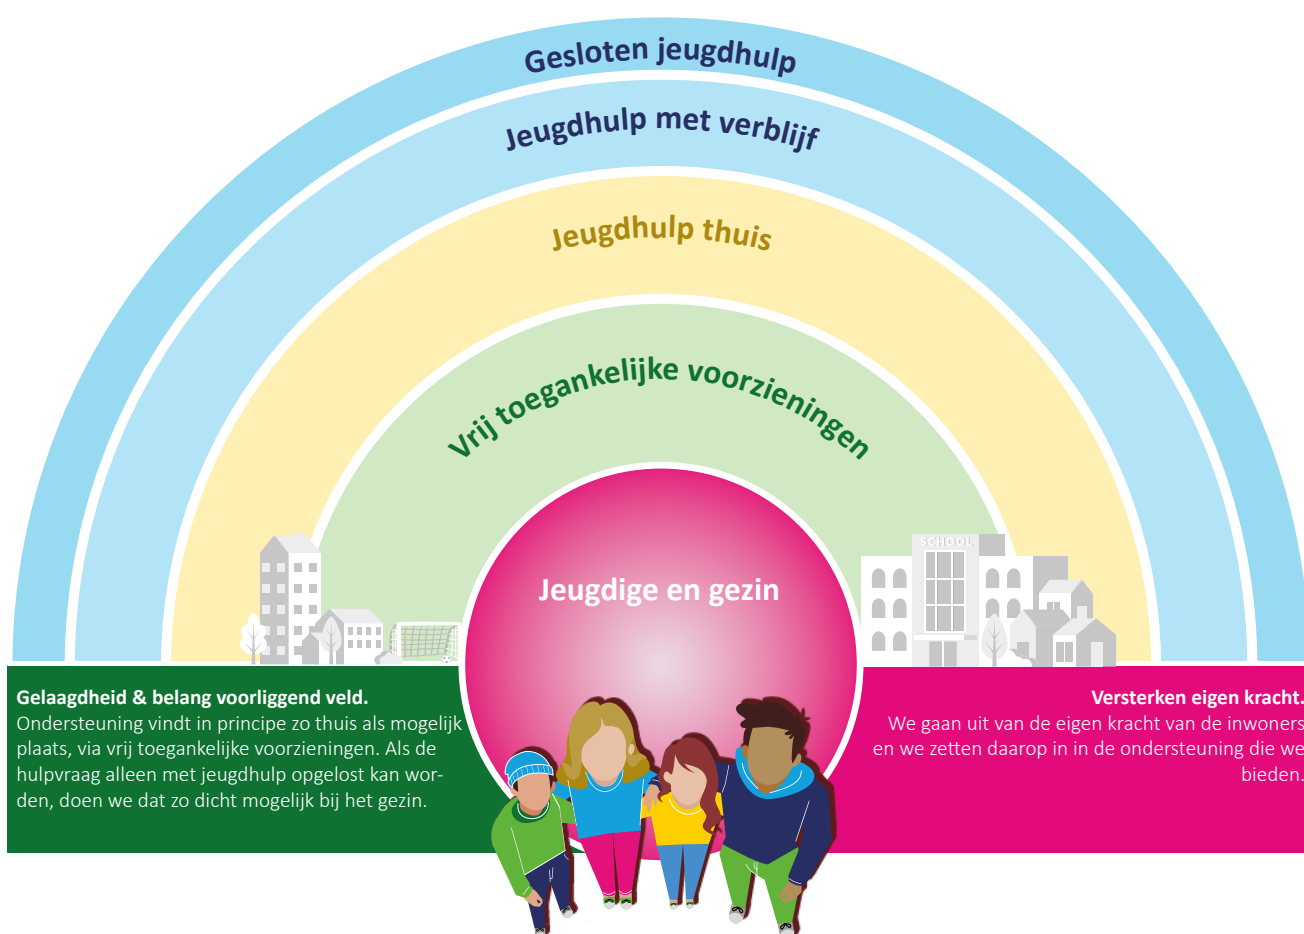 Gesloten jeugdhulp
Jeugdhulp met verblijf
Jeugdhulp thuis
Vrij toegankelijke voorzieningen
SCHOOL
Jeugdige en gezin
Gelaagdheid & belang voorliggend veld.
Ondersteuning vindt in principe zo thuis als mogelijk
plaats, via vrij toegankelijke voorzieningen. Als de
hulpvraag alleen met jeugdhulp opgelost kan wor-
den, doen we dat zo dicht mogelijk bij het gezin.
Versterken eigen kracht.
We gaan uit van de eigen kracht van de inwoners
en we zetten daarop in in de ondersteuning die we
bieden.